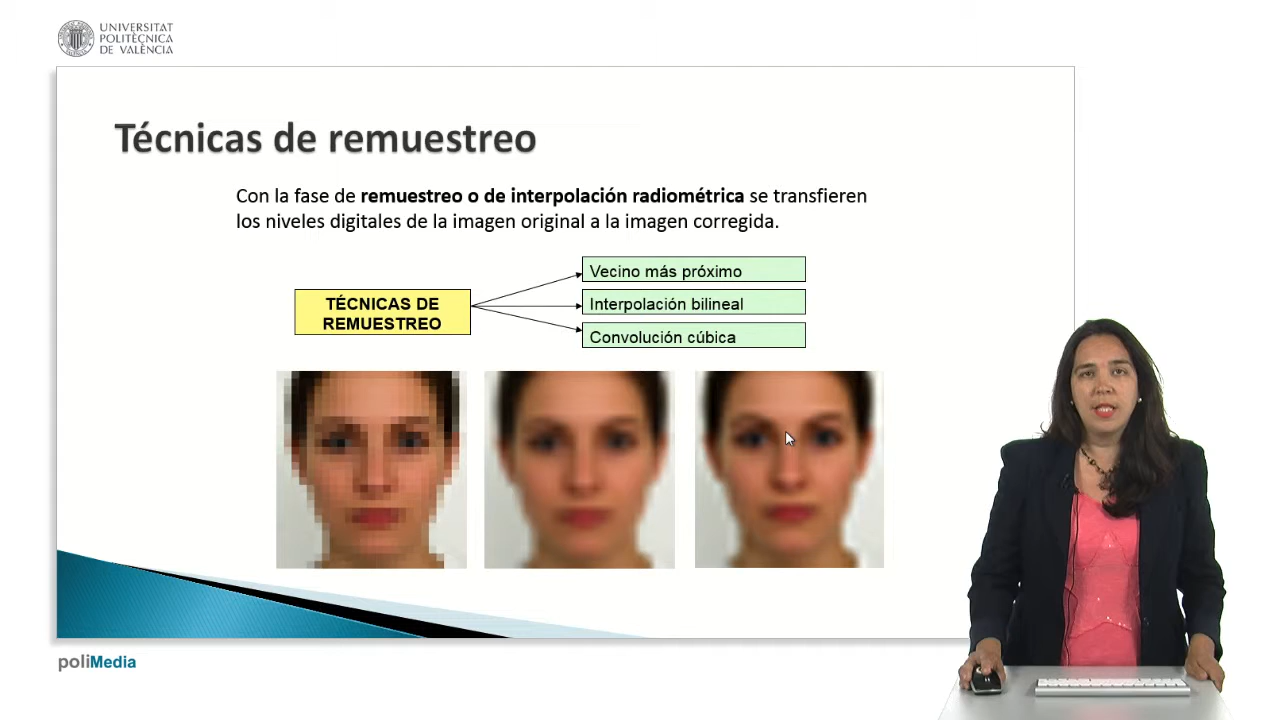 UNIVERSITAT
POLITÈCNICA
DE VALÈNCIA
Técnicas de remuestreo
Con la fase de remuestreo o de interpolación radiométrica se transfieren
los niveles digitales de la imagen original a la imagen corregida.
TÉCNICAS DE
REMUESTREO
Vecino más próximo
Interpolación bilineal
Convolución cúbica
poliMedia